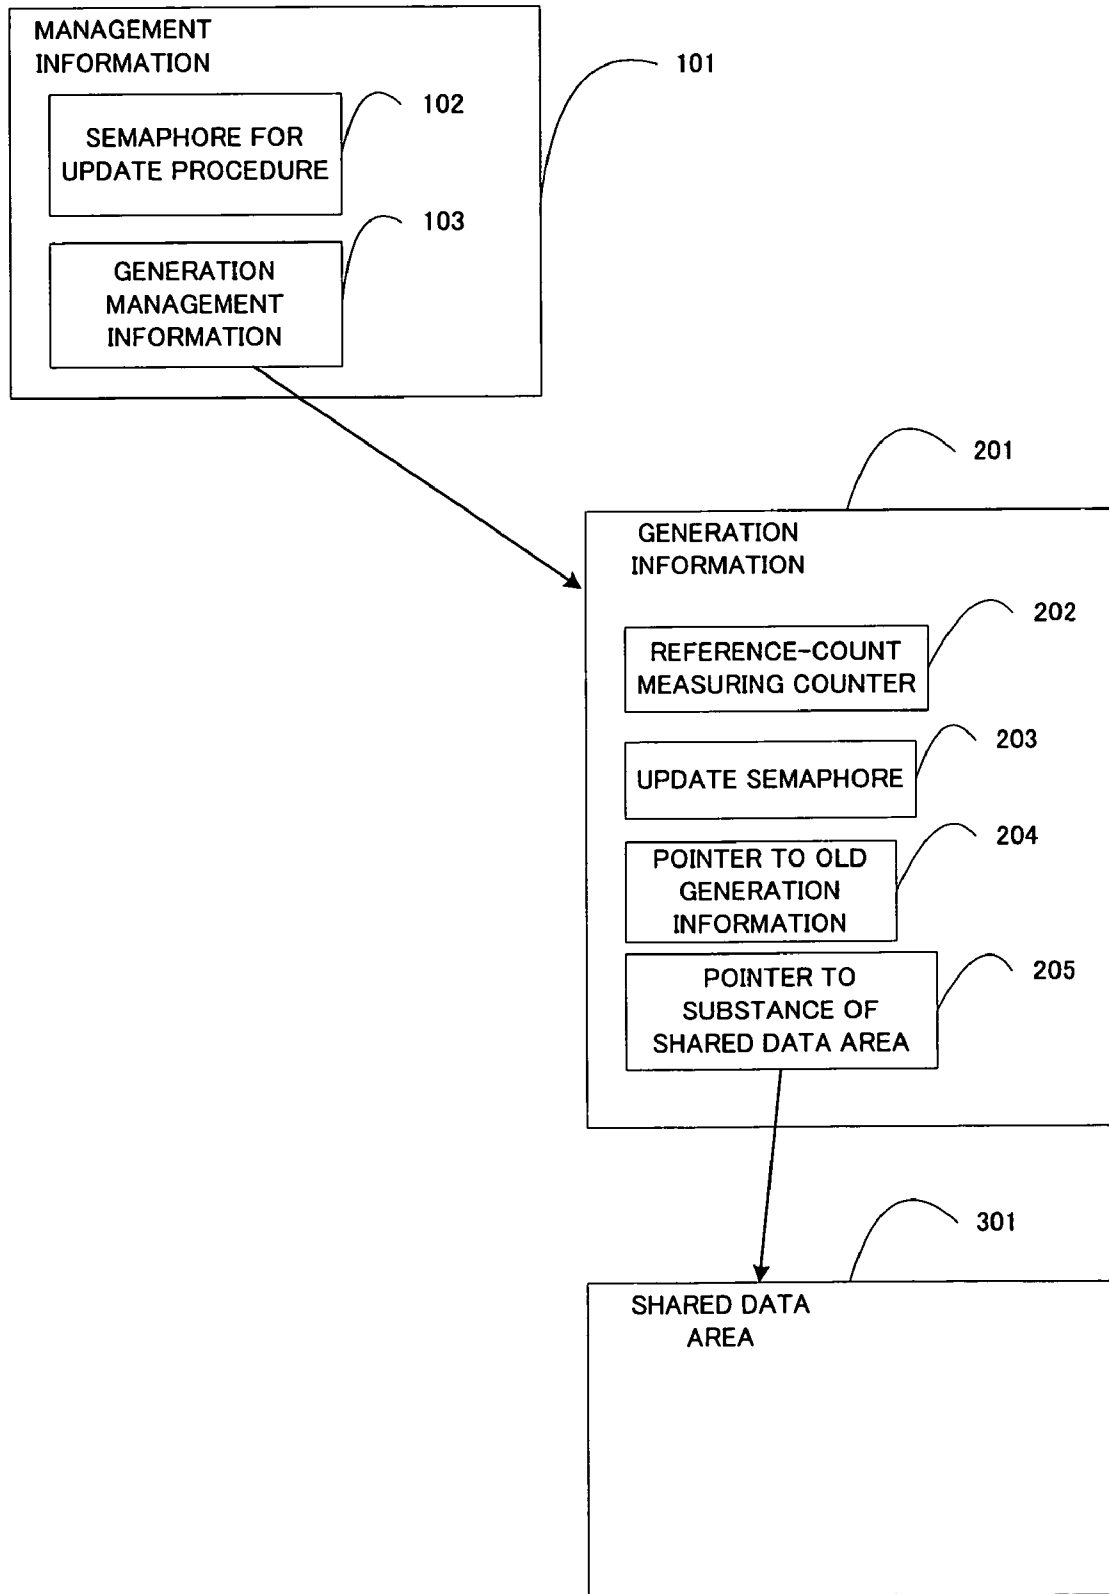 MANAGEMENT
INFORMATION
101
102
SEMAPHORE FOR
UPDATE PROCEDURE
103
GENERATION
MANAGEMENT
INFORMATION
201
GENERATION
INFORMATION
202
REFERENCE-COUNT
MEASURING COUNTER
203
UPDATE SEMAPHORE
204
POINTER TO OLD
GENERATION
INFORMATION
205
POINTER TO
SUBSTANCE OF
SHARED DATA AREA
301
SHARED DATA
AREA